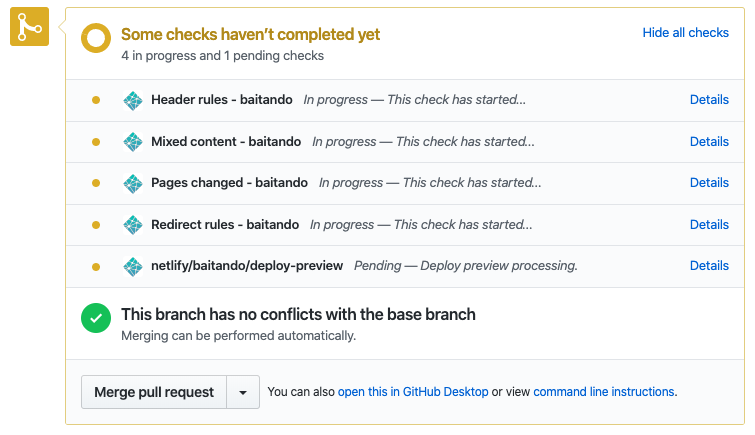 Some checks haven’t completed yet
Hide all checks
4 in progress and 1 pending checks
Header rules - baitando In progress — This check has started... Details
Mixed content - baitando In progress — This check has started... Details
Pages changed - baitando In progress — This check has started... Details
Redirect rules - baitando In progress — This check has started... Details
netlify/baitando/deploy-preview Pending — Deploy preview processing. Details
This branch has no conflicts with the base branch
Merging can be performed automatically.
Merge pull request You can also open this in GitHub Desktop or view command line instructions.